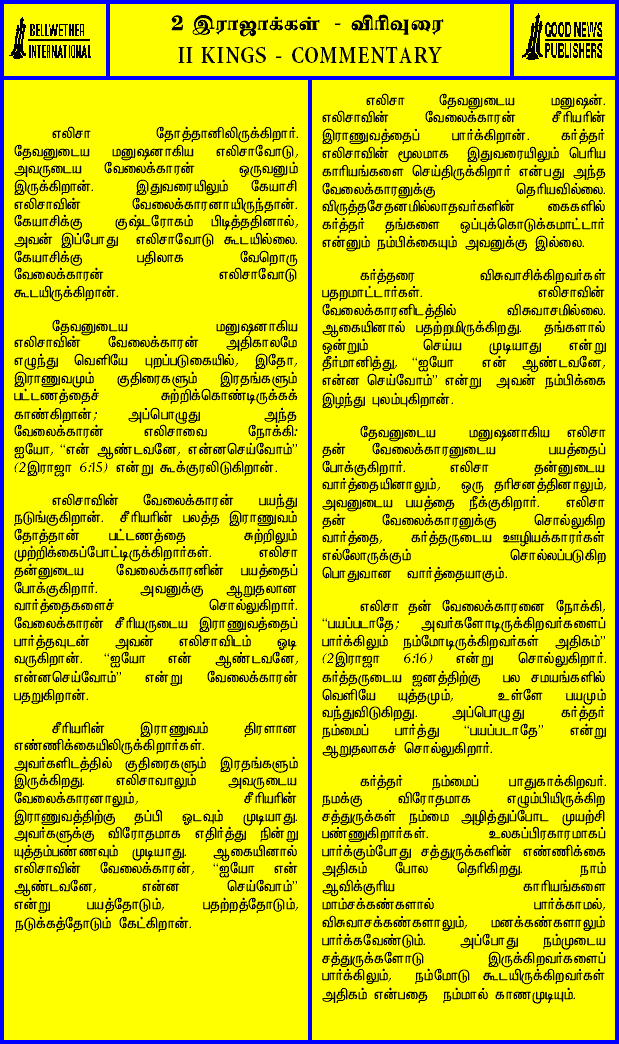 BELLWETHER
INTERNATIONAL
2 இராஜாக்கள் - விரிவுரை
II KINGS - COMMENTARY
GOOD NEWS
PUBLISHERS
எலிசா தோத்தானிலிருக்கிறார்.
தேவனுடைய மனுஷனாகிய எலிசாவோடு,
அவருடைய வேலைக்காரன் ஒருவனும்
இருக்கிறான். இதுவரையிலும் கேயாசி
எலிசாவின் வேலைக்காரனாயிருந்தான்.
கேயாசிக்கு குஷ்டரோகம் பிடித்ததினால்,
அவன் இப்போது எலிசாவோடு கூடயில்லை.
கேயாசிக்கு பதிலாக வேறொரு
வேலைக்காரன் எலிசாவோடு
கூடயிருக்கிறான்.
தேவனுடைய மனுஷனாகிய
எலிசாவின் வேலைக்காரன் அதிகாலமே
எழுந்து வெளியே புறப்படுகையில், இதோ,
இராணுவமும் குதிரைகளும் இரதங்களும்
பட்டணத்தைச் சுற்றிக்கொண்டிருக்கக்
காண்கிறான்; அப்பொழுது அந்த
வேலைக்காரன் எலிசாவை நோக்கி:
ஐயோ, “என் ஆண்டவனே, என்னசெய்வோம்”
(2இராஜா 6:15) என்று கூக்குரலிடுகிறான்.
எலிசாவின் வேலைக்காரன் பயந்து
நடுங்குகிறான். சீரியரின் பலத்த இராணுவம்
தோத்தான் பட்டணத்தை சுற்றிலும்
முற்றிக்கைப்போட்டிருக்கிறார்கள். எலிசா
தன்னுடைய வேலைக்காரனின் பயத்தைப்
போக்குகிறார். அவனுக்கு ஆறுதலான
வார்த்தைகளைச் சொல்லுகிறார்.
வேலைக்காரன் சீரியருடைய இராணுவத்தைப்
பார்த்தவுடன் அவன் எலிசாவிடம் ஓடி
வருகிறான். “ஐயோ என் ஆண்டவனே,
என்னசெய்வோம்” என்று வேலைக்காரன்
பதறுகிறான்.
சீரியரின் இராணுவம் திரளான
எண்ணிக்கையிலிருக்கிறார்கள்.
அவர்களிடத்தில் குதிரைகளும் இரதங்களும்
இருக்கிறது. எலிசாவாலும் அவருடைய
வேலைக்காரனாலும், சீரியரின்
இராணுவத்திற்கு தப்பி ஓடவும் முடியாது.
அவர்களுக்கு விரோதமாக எதிர்த்து நின்று
யுத்தம்பண்ணவும் முடியாது. ஆகையினால்
எலிசாவின் வேலைக்காரன், “ஐயோ என்
ஆண்டவனே, என்ன செய்வோம்”
என்று பயத்தோடும், பதற்றத்தோடும்,
நடுக்கத்தோடும் கேட்கிறான்.
எலிசா தேவனுடைய மனுஷன்.
எலிசாவின் வேலைக்காரன் சீரியரின்
இராணுவத்தைப் பார்க்கிறான். கர்த்தர்
எலிசாவின் மூலமாக இதுவரையிலும் பெரிய
காரியங்களை செய்திருக்கிறார் என்பது அந்த
வேலைக்காரனுக்கு தெரியவில்லை.
விருத்தசேதனமில்லாதவர்களின் கைகளில்
கர்த்தர் தங்களை ஒப்புக்கொடுக்கமாட்டார்
என்னும் நம்பிக்கையும் அவனுக்கு இல்லை.
கர்த்தரை விசுவாசிக்கிறவர்கள்
பதறமாட்டார்கள். எலிசாவின்
வேலைக்காரனிடத்தில் விசுவாசமில்லை.
ஆகையினால் பதற்றமிருக்கிறது. தங்களால்
ஒன்றும் செய்ய முடியாது என்று
தீர்மானித்து, “ஐயோ என் ஆண்டவனே,
என்ன செய்வோம்” என்று அவன் நம்பிக்கை
இழந்து புலம்புகிறான்.
தேவனுடைய மனுஷனாகிய எலிசா
தன் வேலைக்காரனுடைய பயத்தைப்
போக்குகிறார். எலிசா தன்னுடைய
வார்த்தையினாலும், ஒரு தரிசனத்தினாலும்,
அவனுடைய பயத்தை நீக்குகிறார். எலிசா
தன் வேலைக்காரனுக்கு சொல்லுகிற
வார்த்தை, கர்த்தருடைய ஊழியக்காரர்கள்
எல்லோருக்கும் சொல்லப்படுகிற
பொதுவான வார்த்தையாகும்.
எலிசா தன் வேலைக்காரனை நோக்கி,
“பயப்படாதே; அவர்களோடிருக்கிறவர்களைப்
பார்க்கிலும் நம்மோடிருக்கிறவர்கள் அதிகம்”
(2இராஜா 6:16) என்று சொல்லுகிறார்.
கர்த்தருடைய ஜனத்திற்கு பல சமயங்களில்
வெளியே யுத்தமும், உள்ளே பயமும்
வந்துவிடுகிறது. அப்பொழுது கர்த்தர்
நம்மைப் பார்த்து “பயப்படாதே” என்று
ஆறுதலாகச் சொல்லுகிறார்.
கர்த்தர் நம்மைப் பாதுகாக்கிறவர்.
நமக்கு விரோதமாக எழும்பியிருக்கிற
சத்துருக்கள் நம்மை அழித்துப்போட முயற்சி
பண்ணுகிறார்கள். உலகப்பிரகாரமாகப்
பார்க்கும்போது சத்துருக்களின் எண்ணிக்கை
அதிகம் போல தெரிகிறது. நாம்
ஆவிக்குரிய காரியங்களை
மாம்சக்கண்களால் பார்க்காமல்,
விசுவாசக்கண்களாலும், மனக்கண்களாலும்
பார்க்கவேண்டும். அப்போது நம்முடைய
சத்துருக்களோடு இருக்கிறவர்களைப்
பார்க்கிலும், நம்மோடு கூடயிருக்கிறவர்கள்
அதிகம் என்பதை நம்மால் காணமுடியும்.